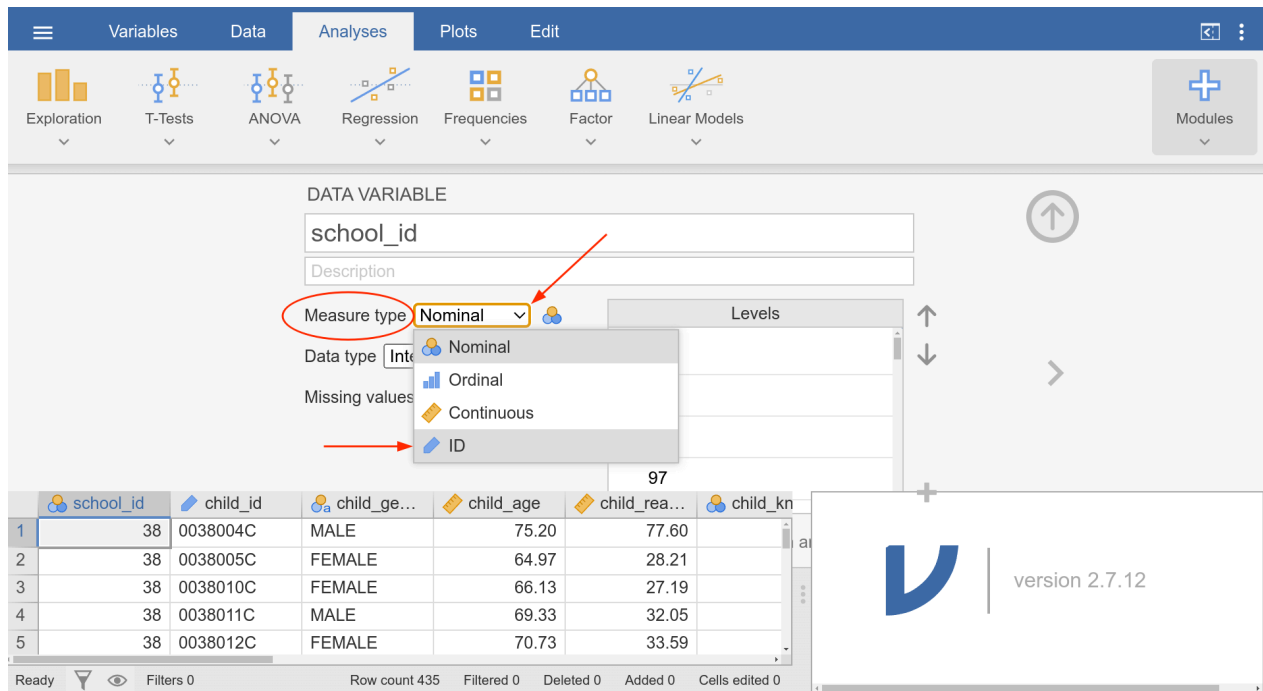 Variables Data Analyses Plots Edit
Exploration T-Tests ANOVA Regression Frequencies Factor Linear Models Modules
DATA VARIABLE
school_id
Description
Measure type Nominal
Levels
Nominal
Data type Inte
Ordinal
Missing values
Continuous
ID
97
school_id child_id child_ge... child_age child_rea... child_kn
1 38 0038004C MALE 75.20 77.60
2 38 0038005C FEMALE 64.97 28.21
3 38 0038010C FEMALE 66.13 27.19
4 38 0038011C MALE 69.33 32.05
5 38 0038012C FEMALE 70.73 33.59
version 2.7.12
Ready Filters 0 Row count 435 Filtered 0 Deleted 0 Added 0 Cells edited 0